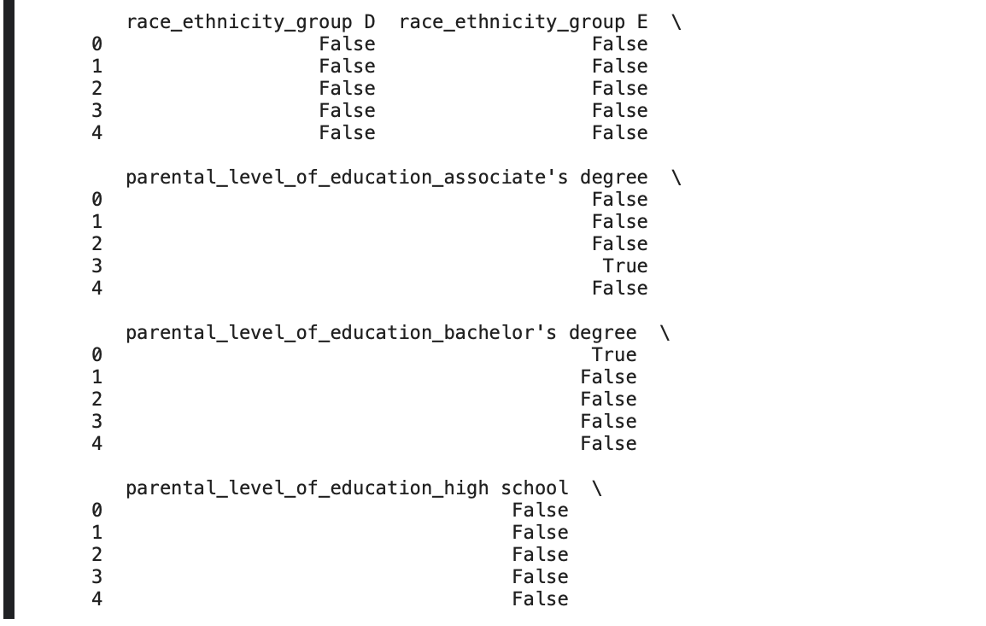 race_ethnicity_group D  race_ethnicity_group E  \
0                   False                   False
1                   False                   False
2                   False                   False
3                   False                   False
4                   False                   False
parental_level_of_education_associate's degree  \
0                                          False
1                                          False
2                                          False
3                                           True
4                                          False
parental_level_of_education_bachelor's degree  \
0                                           True
1                                          False
2                                          False
3                                          False
4                                          False
parental_level_of_education_high school  \
0                                    False
1                                    False
2                                    False
3                                    False
4                                    False